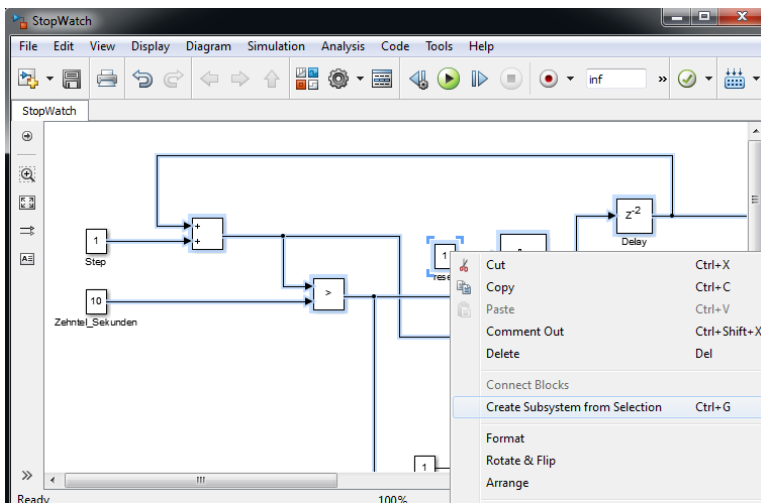 StopWatch
File Edit View Display Diagram Simulation Analysis Code Tools Help
inf
StopWatch
+
+
1
Step
10
Zehntel_Sekunden
>
1
Z-2
Delay
Cut Ctrl+X
Copy Ctrl+C
Paste Ctrl+V
Comment Out Ctrl+Shift+X
Delete Del
Connect Blocks
Create Subsystem from Selection Ctrl+G
Format
Rotate & Flip
Arrange
1
Ready 100%